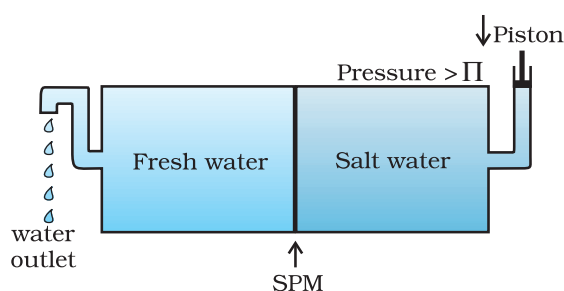 Piston
Pressure > Π
Fresh water
Salt water
water
outlet
SPM